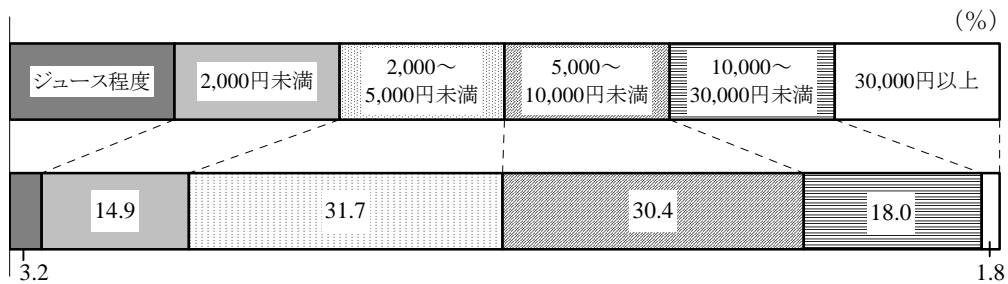 (%)
ジュース程度
2,000円未満
2,000～
5,000円未満
5,000～
10,000円未満
10,000～
30,000円未満
30,000円以上
14.9
31.7
30.4
18.0
3.2
1.8